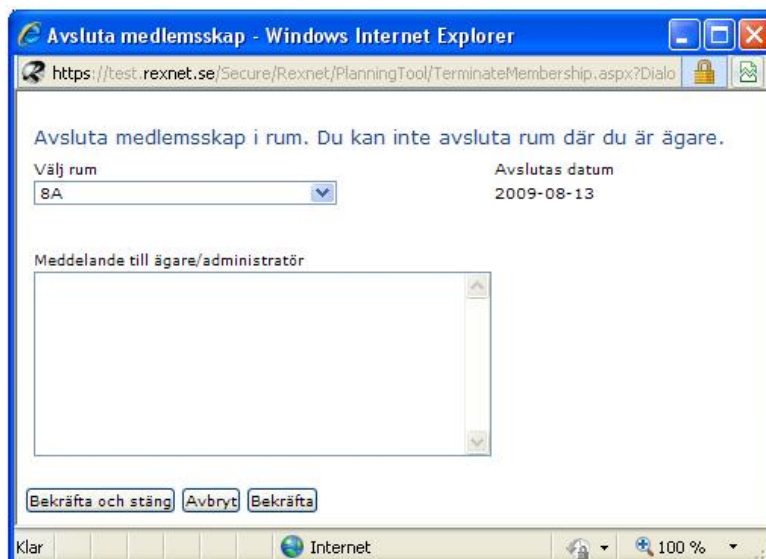 Avsluta medlemsskap - Windows Internet Explorer
https://test.rexnet.se/Secure/Rexnet/PlanningTool/TerminateMembership.aspx?Dialo
Avsluta medlemsskap i rum. Du kan inte avsluta rum där du är ägare.
Välj rum Avslutas datum
8A 2009-08-13
Meddelande till ägare/administratör
Bekräfta och stäng Avbryt Bekräfta
Klar Internet 100 %